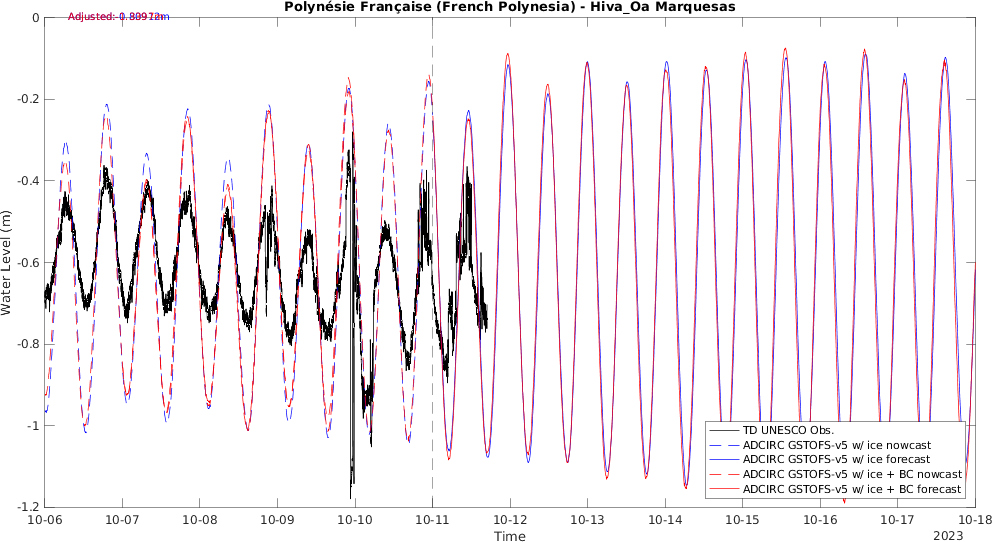 Polynésie Française (French Polynesia) - Hiva_Oa Marquesas
Adjusted:
Water Level (m)
0
-0.2
-0.4
-0.6
-0.8
-1
-1.2
10-06
10-07
10-08
10-09
10-10
10-11
10-12
10-13
10-14
10-15
10-16
10-17
10-18
Time
2023
TD UNESCO Obs.
ADCIRC GSTOFS-v5 w/ ice nowcast
ADCIRC GSTOFS-v5 w/ ice forecast
ADCIRC GSTOFS-v5 w/ ice + BC nowcast
ADCIRC GSTOFS-v5 w/ ice + BC forecast